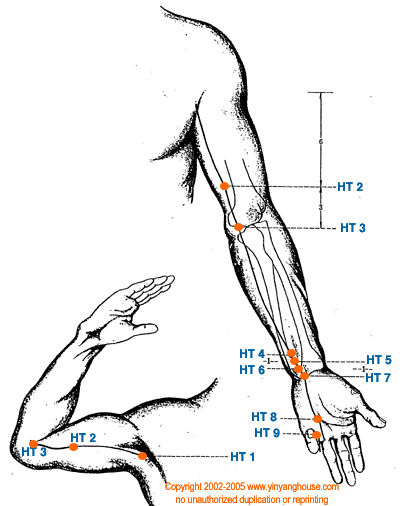 6
HT 2
3
HT 3
HT 4
HT 5
1
1
HT 6
HT 7
HT 8
HT 9
HT 2
HT 3
HT 1
Copyright 2002-2005 www.yinyanghouse.com
no unauthorized duplication or reprinting